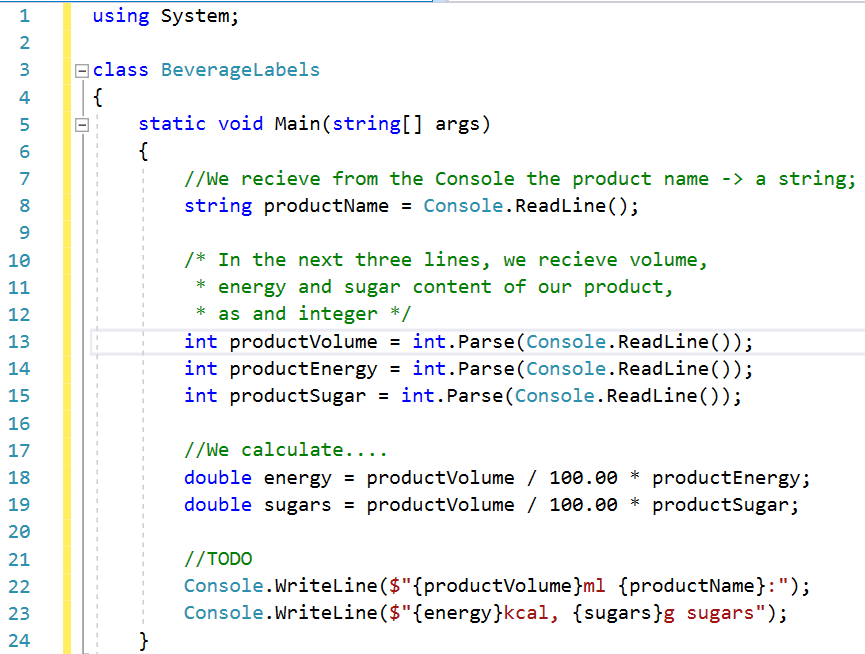 1 using System;
2
3 class BeverageLabels
4 {
5 static void Main(string[] args)
6 {
7 //We recieve from the Console the product name -> a string;
8 string productName = Console.ReadLine();
9
10 /* In the next three lines, we recieve volume,
11 * energy and sugar content of our product,
12 * as and integer */
13 int productVolume = int.Parse(Console.ReadLine());
14 int productEnergy = int.Parse(Console.ReadLine());
15 int productSugar = int.Parse(Console.ReadLine());
16
17 //We calculate....
18 double energy = productVolume / 100.00 * productEnergy;
19 double sugars = productVolume / 100.00 * productSugar;
20
21 //TODO
22 Console.WriteLine($"{productVolume}ml {productName}:");
23 Console.WriteLine($"{energy}kcal, {sugars}g sugars");
24 }